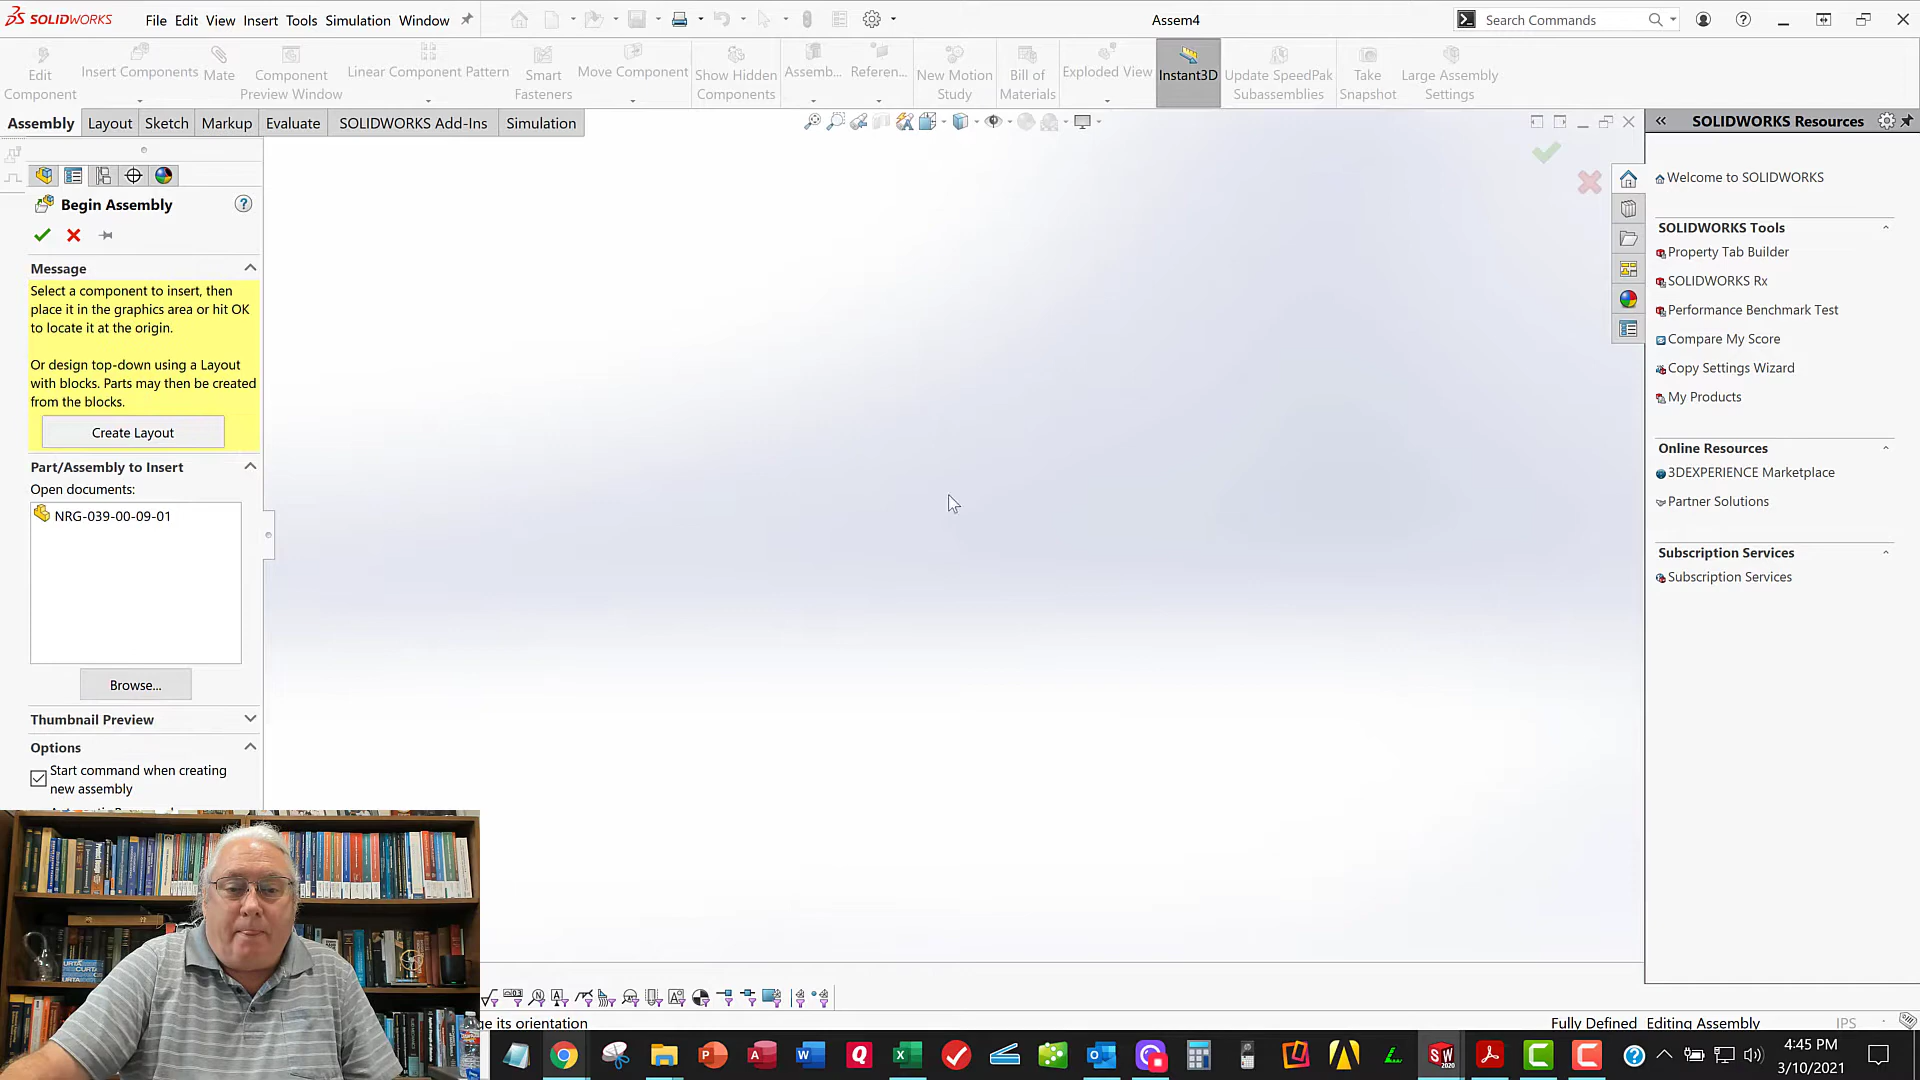 SOLIDWORKS File Edit View Insert Tools Simulation Window
Assem4
Search Commands
Edit Component
Insert Components
Mate
Component Preview Window
Linear Component Pattern
Smart Fasteners
Move Component
Show Hidden Components
Assemb...
Referen...
New Motion Study
Bill of Materials
Exploded View
Instant3D
Update SpeedPak Subassemblies
Take Snapshot
Large Assembly Settings
Assembly Layout Sketch Markup Evaluate SOLIDWORKS Add-Ins Simulation
Begin Assembly
Message
Select a component to insert, then
place it in the graphics area or hit OK
to locate it at the origin.
Or design top-down using a Layout
with blocks. Parts may then be created
from the blocks.
Create Layout
Part/Assembly to Insert
Open documents:
NRG-039-00-09-01
Browse...
Thumbnail Preview
Options
Start command when creating
new assembly
SOLIDWORKS Resources
Welcome to SOLIDWORKS
SOLIDWORKS Tools
Property Tab Builder
SOLIDWORKS Rx
Performance Benchmark Test
Compare My Score
Copy Settings Wizard
My Products
Online Resources
3DEXPERIENCE Marketplace
Partner Solutions
Subscription Services
Subscription Services
ge its orientation
Fully Defined Editing Assembly IPS
4:45 PM
3/10/2021